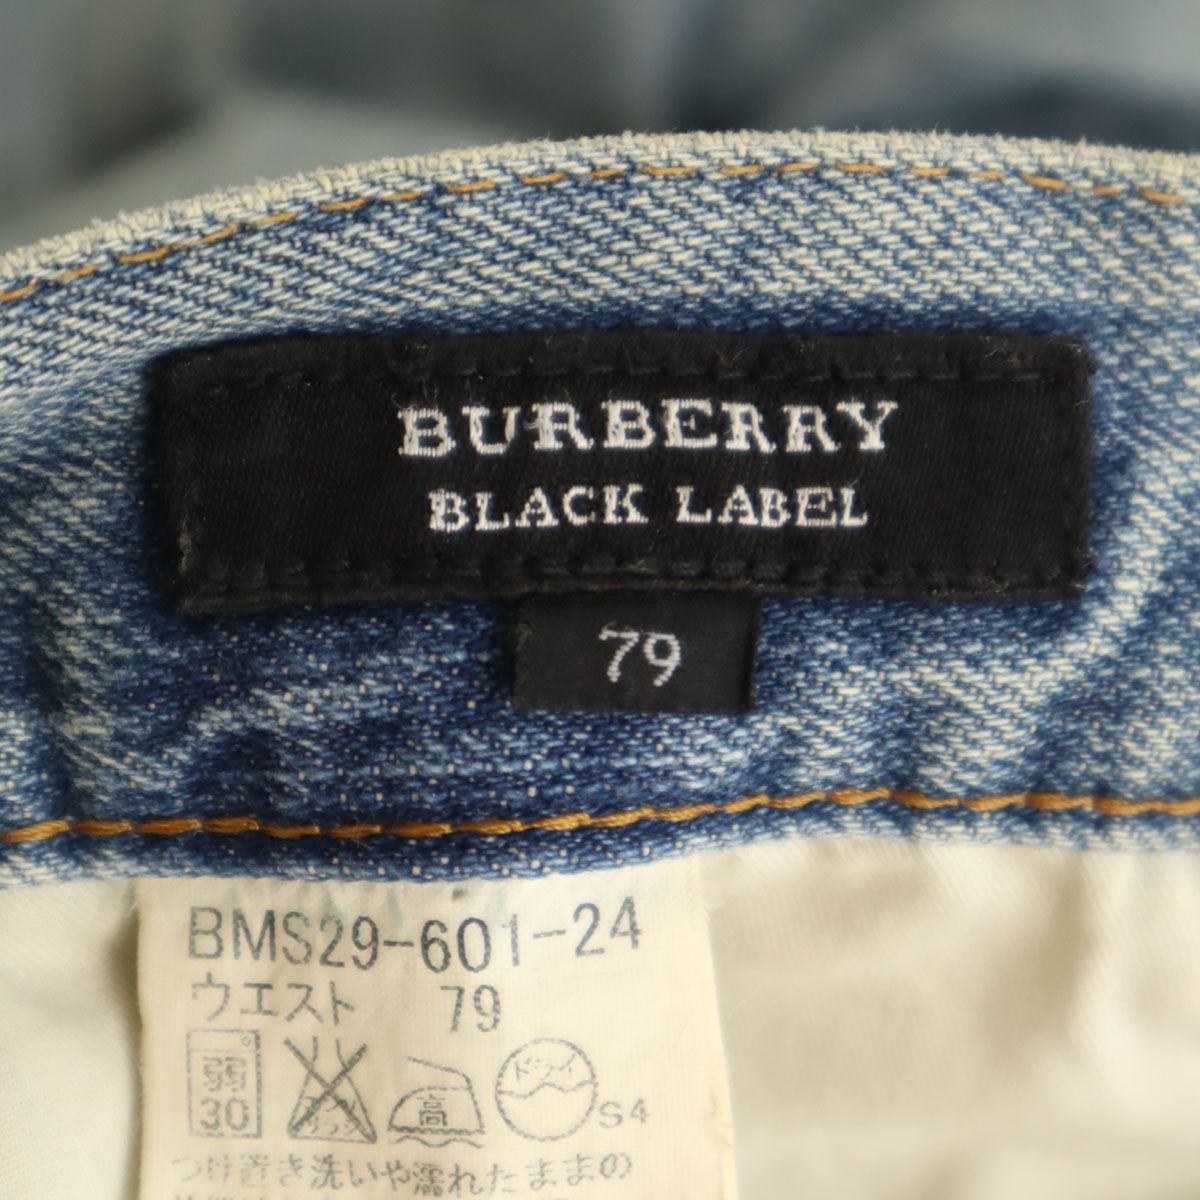 BURBERRY
BLACK LABEL
79
BMS29-601-24
ウエスト 79
弱 30 高 ドライ S4
つけ置き洗いや濡れたままの